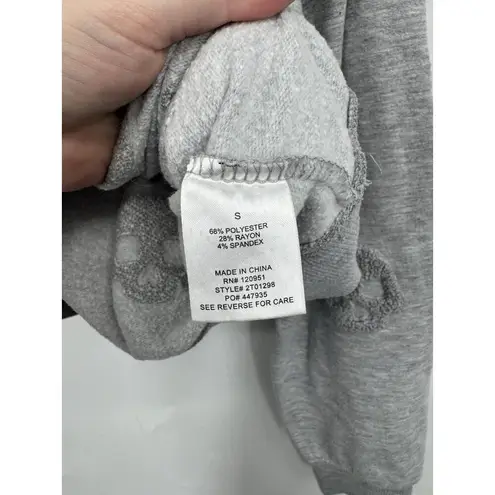 S
68% POLYESTER
28% RAYON
4% SPANDEX
MADE IN CHINA
RN# 120951
STYLE# 2T01298
PO# 447935
SEE REVERSE FOR CARE